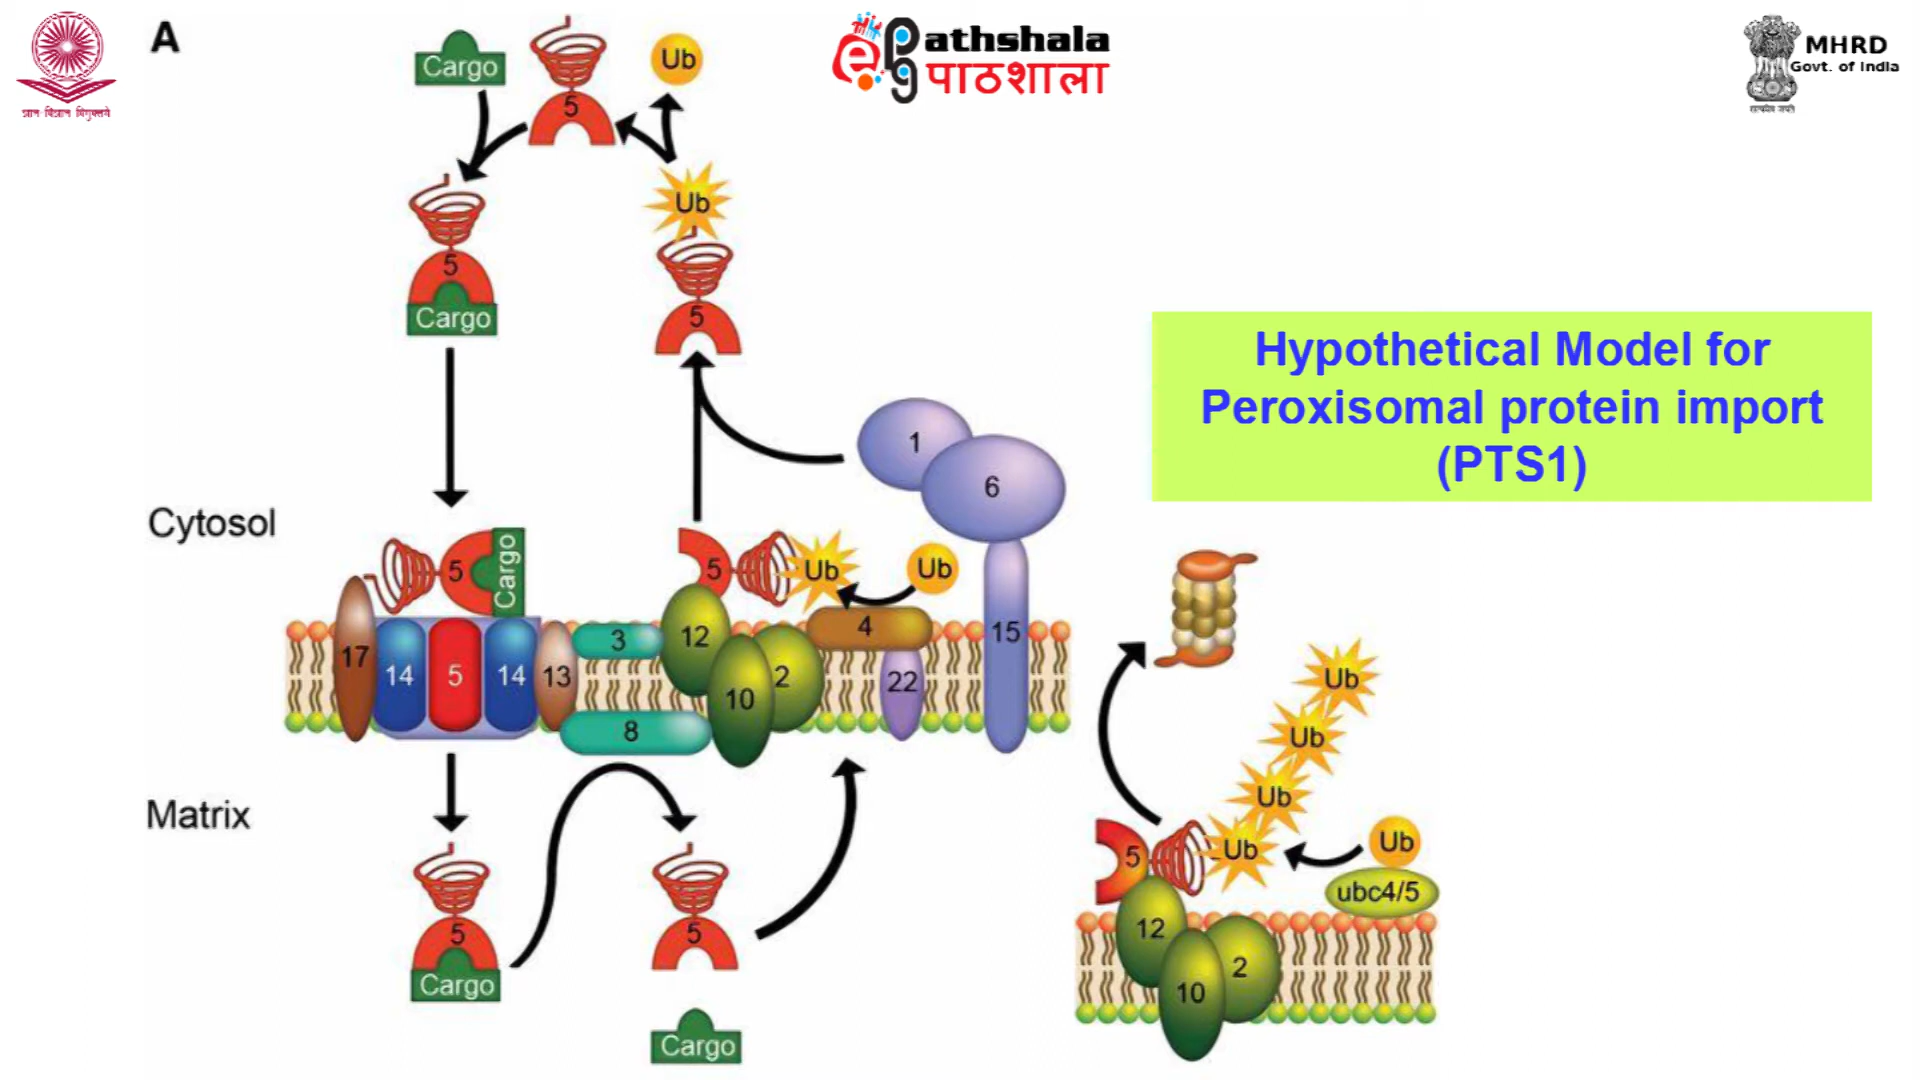 A
Cargo
5
Ub
ePathshala
पाठशाला
MHRD
Govt. of India
Ub
5
Cargo
5
Hypothetical Model for
Peroxisomal protein import
(PTS1)
1
6
Cytosol
5
Cargo
5
Ub
Ub
17
14
5
14
13
3
12
2
10
4
22
15
8
Ub
Ub
Ub
Ub
Ub
5
ubc4/5
12
2
10
Matrix
5
Cargo
5
Cargo